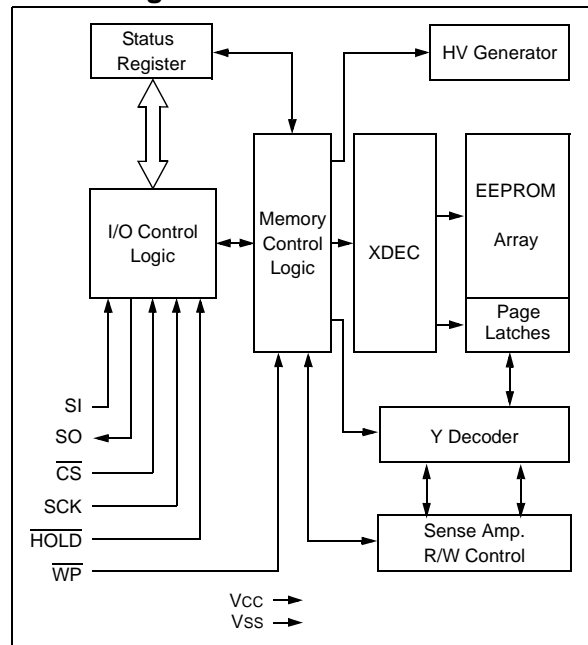 Status
Register
HV Generator
I/O Control
Logic
Memory
Control
Logic
XDEC
EEPROM
Array
Page
Latches
SI
SO
CS
SCK
HOLD
WP
Y Decoder
Sense Amp.
R/W Control
VCC
VSS